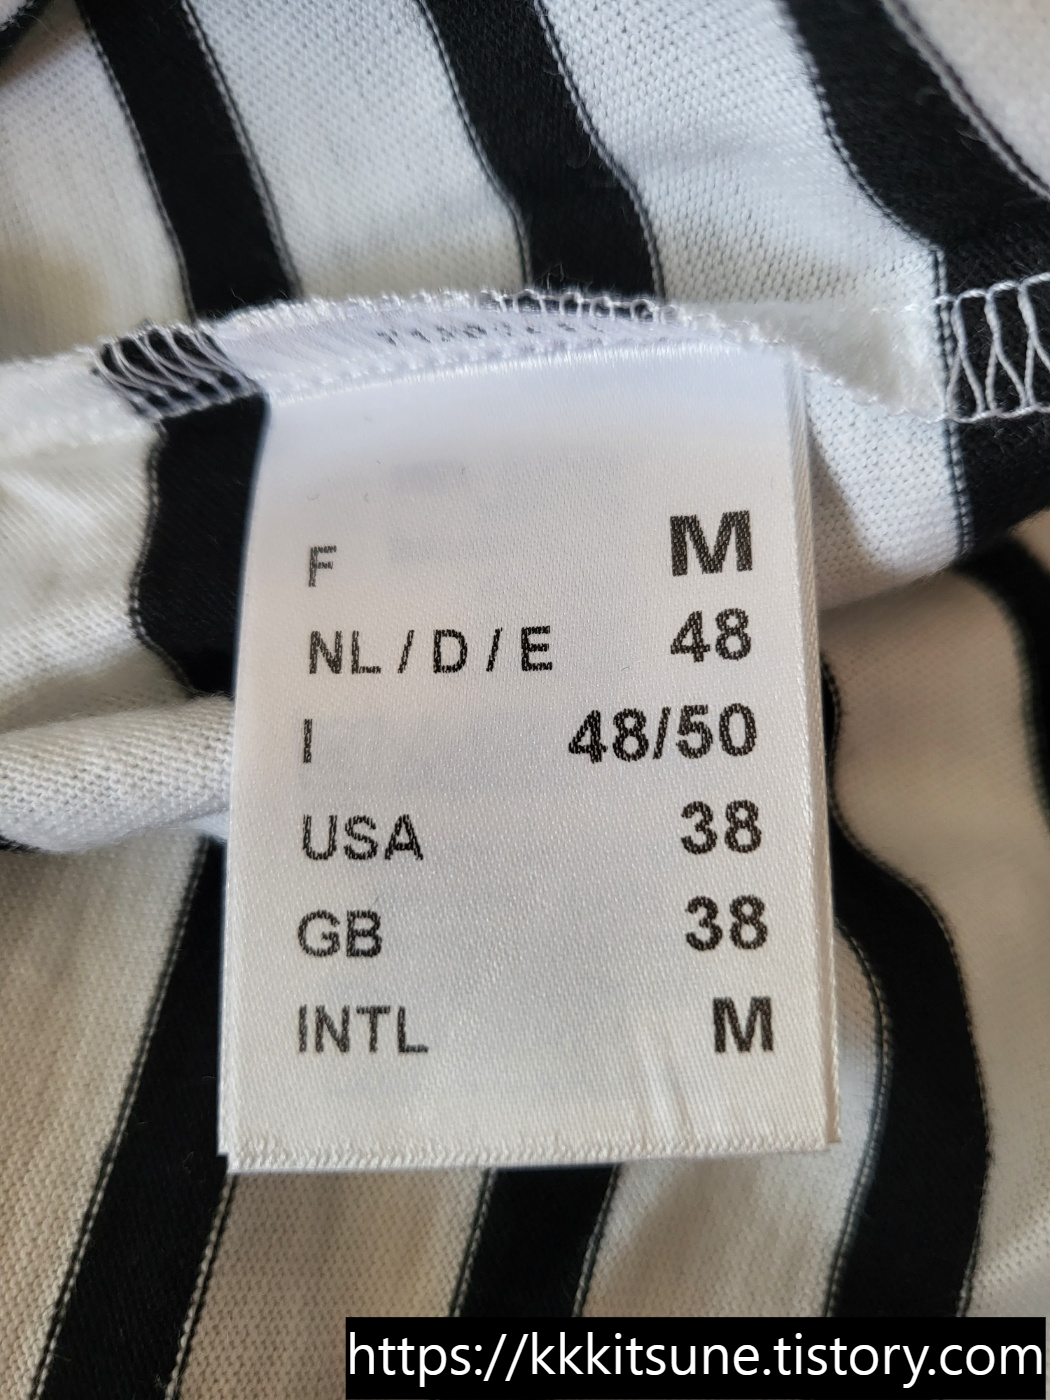 F M
NL / D / E 48
I 48/50
USA 38
GB 38
INTL M
https://kkkitsune.tistory.com